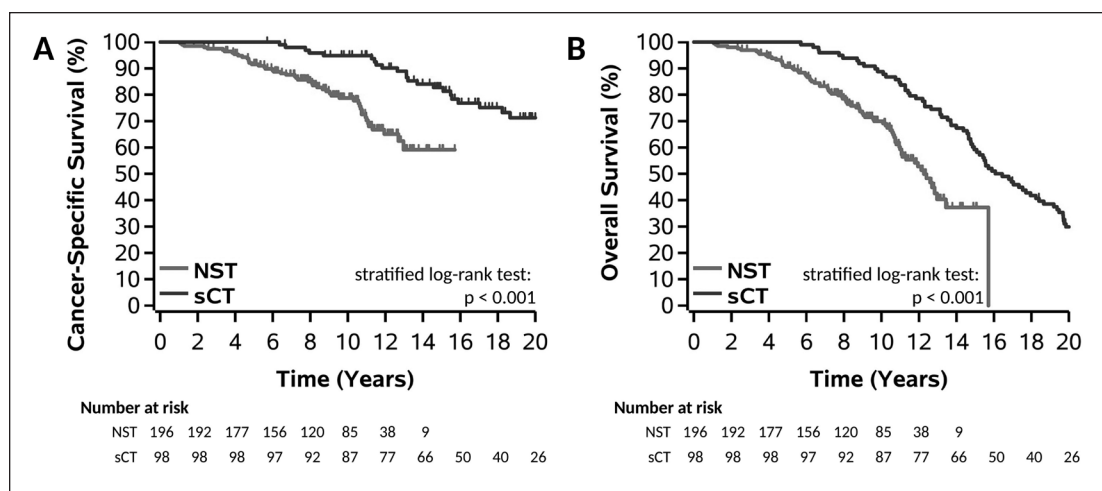 A
Cancer-Specific Survival (%)
100
90
80
70
60
50
40
30
20
10
0
NST
sCT
stratified log-rank test:
p < 0.001
0 2 4 6 8 10 12 14 16 18 20
Time (Years)
Number at risk
NST 196 192 177 156 120 85 38 9
sCT 98 98 98 97 92 87 77 66 50 40 26
B
Overall Survival (%)
100
90
80
70
60
50
40
30
20
10
0
NST
sCT
stratified log-rank test:
p < 0.001
0 2 4 6 8 10 12 14 16 18 20
Time (Years)
Number at risk
NST 196 192 177 156 120 85 38 9
sCT 98 98 98 97 92 87 77 66 50 40 26